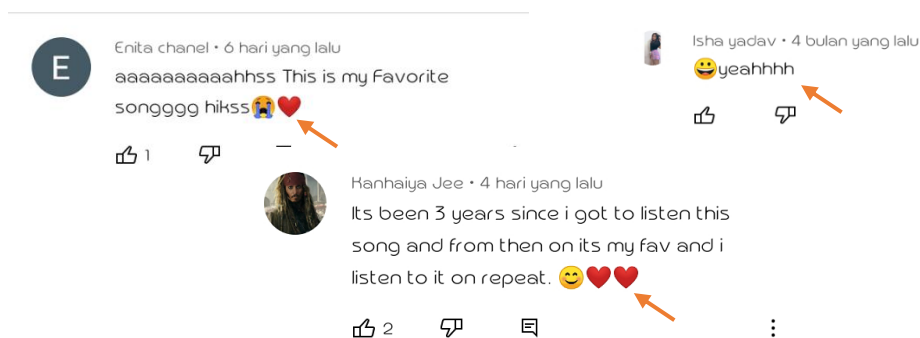 E
Enita chanel • 6 hari yang lalu
aaaaaaaaaahhss This is my Favorite
songggg hikss😭❤️
1
Isha yadav • 4 bulan yang lalu
😀yeahhhh
Kanhaiya Jee • 4 hari yang lalu
Its been 3 years since i got to listen this
song and from then on its my fav and i
listen to it on repeat. 😊❤️❤️
2